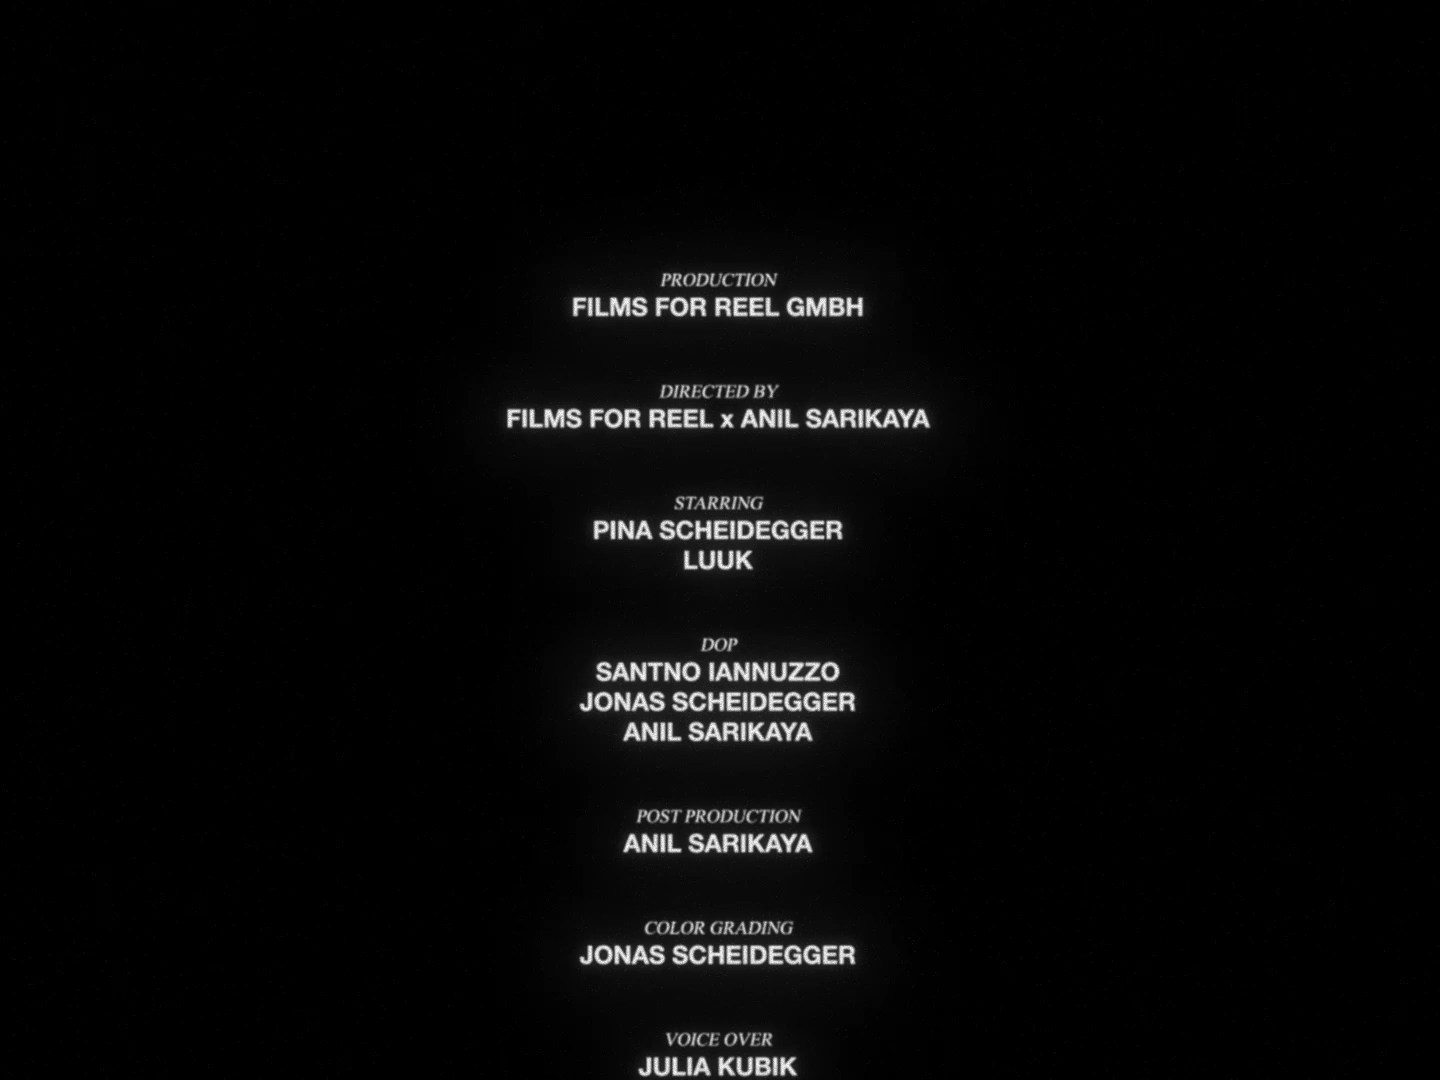 PRODUCTION
FILMS FOR REEL GMBH
DIRECTED BY
FILMS FOR REEL x ANIL SARIKAYA
STARRING
PINA SCHEIDEGGER
LUUK
DOP
SANTNO IANNUZZO
JONAS SCHEIDEGGER
ANIL SARIKAYA
POST PRODUCTION
ANIL SARIKAYA
COLOR GRADING
JONAS SCHEIDEGGER
VOICE OVER
JULIA KUBIK